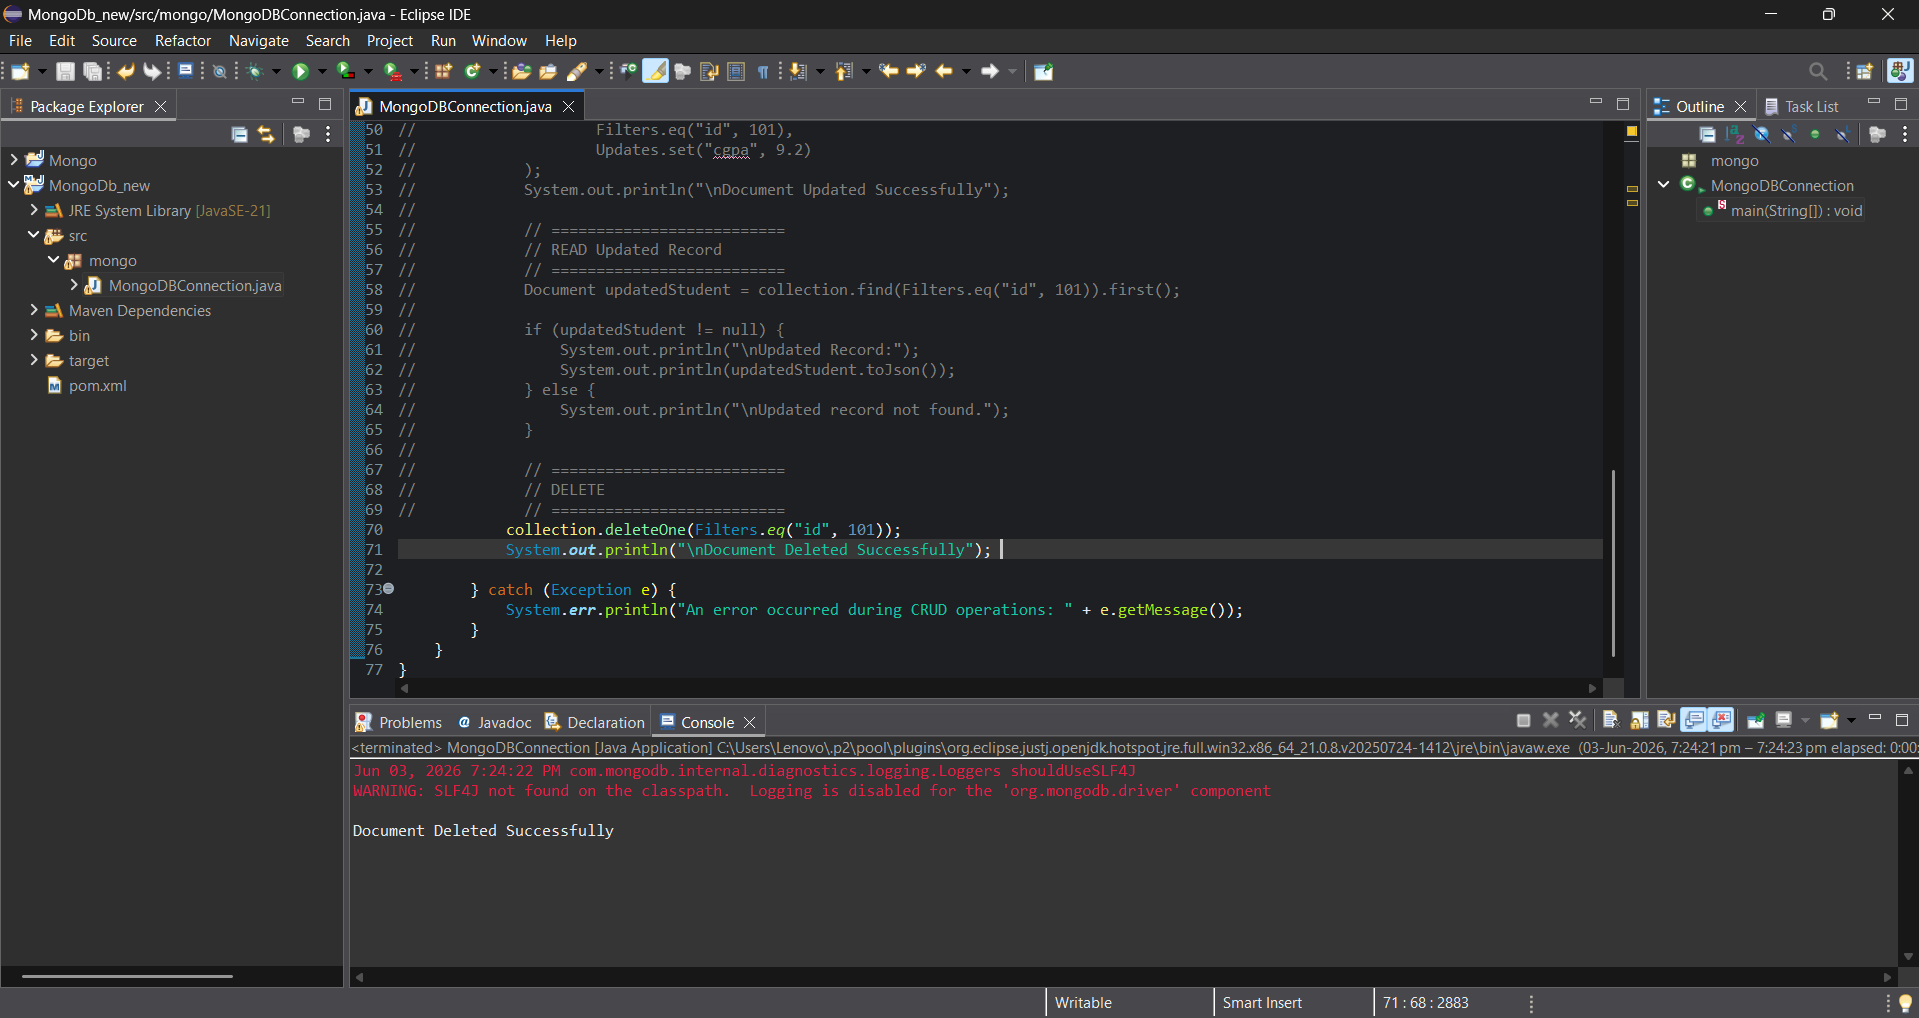 MongoDb_new/src/mongo/MongoDBConnection.java - Eclipse IDE
File Edit Source Refactor Navigate Search Project Run Window Help
Package Explorer
Mongo
MongoDb_new
JRE System Library [JavaSE-21]
src
mongo
MongoDBConnection.java
Maven Dependencies
bin
target
pom.xml
MongoDBConnection.java
50 // Filters.eq("id", 101),
51 // Updates.set("cgpa", 9.2)
52 // );
53 // System.out.println("\nDocument Updated Successfully");
54 //
55 // // ==========================
56 // // READ Updated Record
57 // // ==========================
58 // Document updatedStudent = collection.find(Filters.eq("id", 101)).first();
59 //
60 // if (updatedStudent != null) {
61 // System.out.println("\nUpdated Record:");
62 // System.out.println(updatedStudent.toJson());
63 // } else {
64 // System.out.println("\nUpdated record not found.");
65 // }
66 //
67 // // ==========================
68 // // DELETE
69 // // ==========================
70 collection.deleteOne(Filters.eq("id", 101));
71 System.out.println("\nDocument Deleted Successfully");
72
73 } catch (Exception e) {
74 System.err.println("An error occurred during CRUD operations: " + e.getMessage());
75 }
76 }
77 }
Outline Task List
mongo
MongoDBConnection
main(String[]) : void
Problems Javadoc Declaration Console
<terminated> MongoDBConnection [Java Application] C:\Users\Lenovo\.p2\pool\plugins\org.eclipse.justj.openjdk.hotspot.jre.full.win32.x86_64_21.0.8.v20250724-1412\jre\bin\javaw.exe (03-Jun-2026, 7:24:21 pm – 7:24:23 pm elapsed: 0:00:
Jun 03, 2026 7:24:22 PM com.mongodb.internal.diagnostics.logging.Loggers shouldUseSLF4J
WARNING: SLF4J not found on the classpath.  Logging is disabled for the 'org.mongodb.driver' component
Document Deleted Successfully
Writable Smart Insert 71 : 68 : 2883